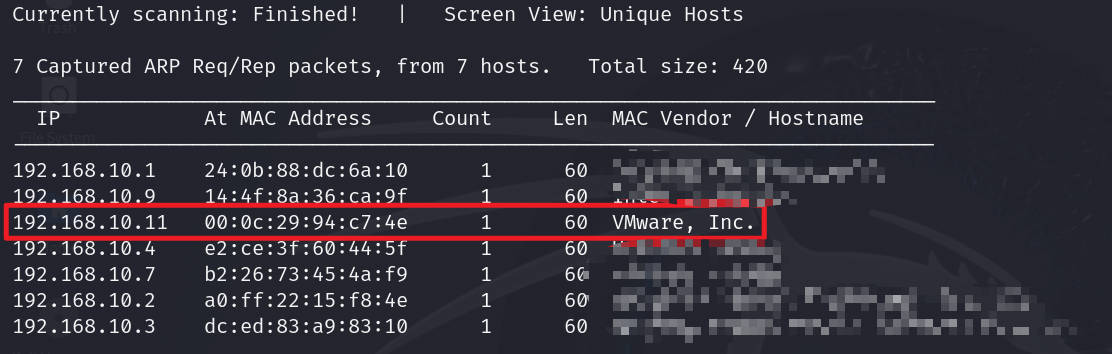 Currently scanning: Finished!   |   Screen View: Unique Hosts
7 Captured ARP Req/Rep packets, from 7 hosts.   Total size: 420
IP            At MAC Address     Count     Len  MAC Vendor / Hostname
192.168.10.1    24:0b:88:dc:6a:10      1      60
192.168.10.9    14:4f:8a:36:ca:9f      1      60
192.168.10.11   00:0c:29:94:c7:4e      1      60  VMware, Inc.
192.168.10.4    e2:ce:3f:60:44:5f      1      60
192.168.10.7    b2:26:73:45:4a:f9      1      60
192.168.10.2    a0:ff:22:15:f8:4e      1      60
192.168.10.3    dc:ed:83:a9:83:10      1      60
Trash
File System